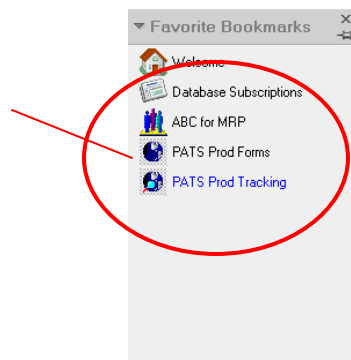 Favorite Bookmarks
Welcome
Database Subscriptions
ABC for MRP
PATS Prod Forms
PATS Prod Tracking